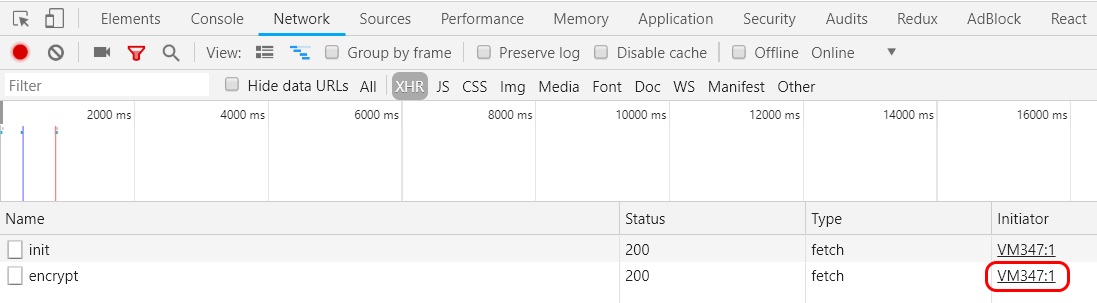 Elements Console Network Sources Performance Memory Application Security Audits Redux AdBlock React
View: Group by frame Preserve log Disable cache Offline Online
Filter Hide data URLs All XHR JS CSS Img Media Font Doc WS Manifest Other
2000 ms 4000 ms 6000 ms 8000 ms 10000 ms 12000 ms 14000 ms 16000 ms
Name Status Type Initiator
init 200 fetch VM347:1
encrypt 200 fetch VM347:1